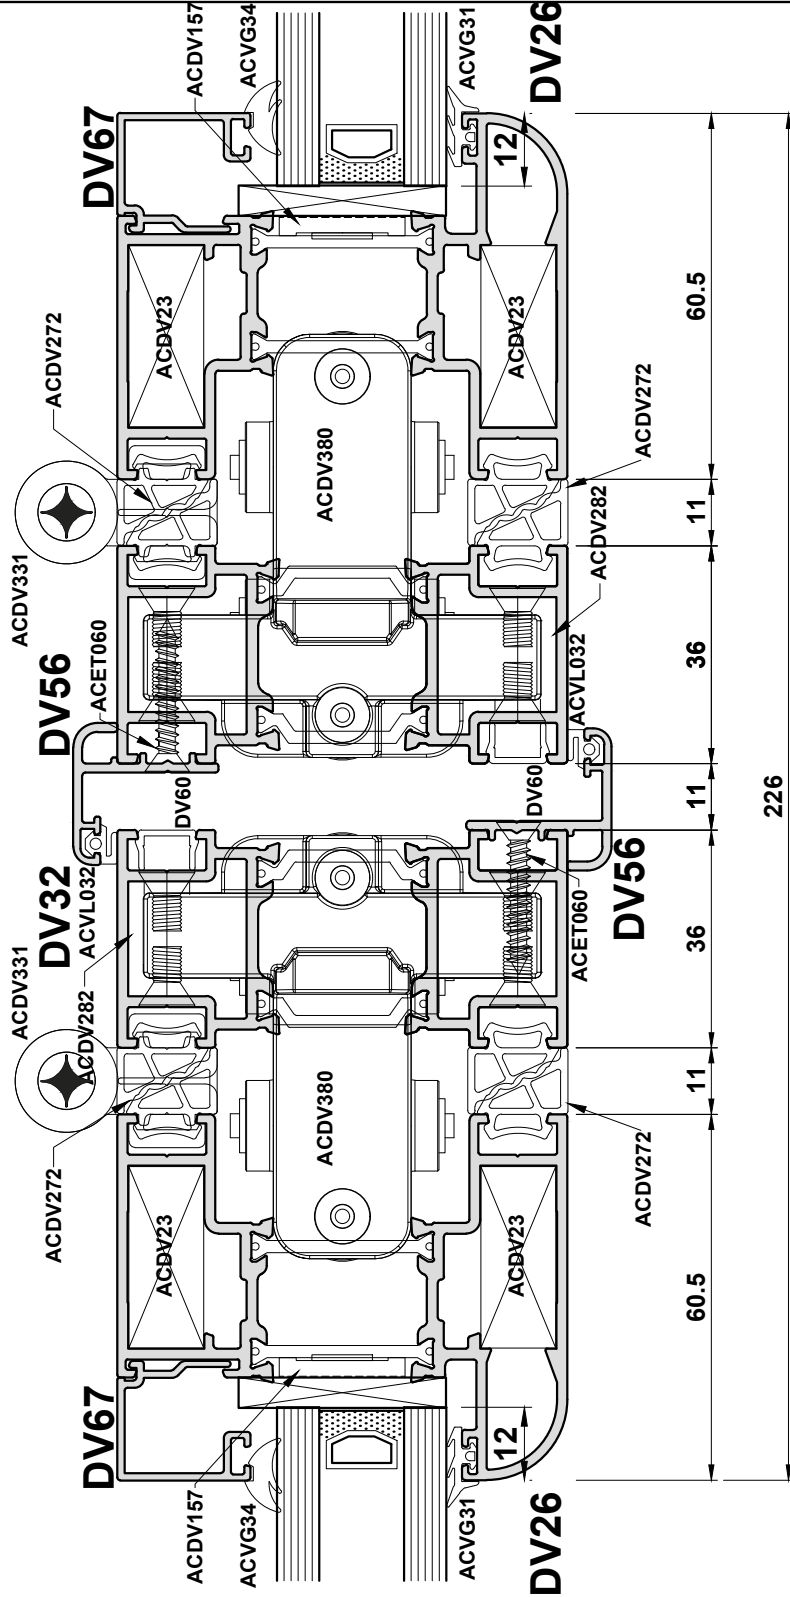 ACDV157
ACVG34
ACVG31
DV26
DV67
12
ACDV23
ACDV23
60.5
ACDV272
ACDV272
ACDV380
ACDV331
11
ACDV282
ACET060
DV56
ACVL032
36
DV60
DV60
11
226
DV32
ACVL032
DV56
ACET060
36
ACDV331
ACDV282
11
ACDV380
ACDV272
ACDV272
ACDV23
ACDV23
60.5
DV67
12
ACDV157
ACVG34
ACVG31
DV26